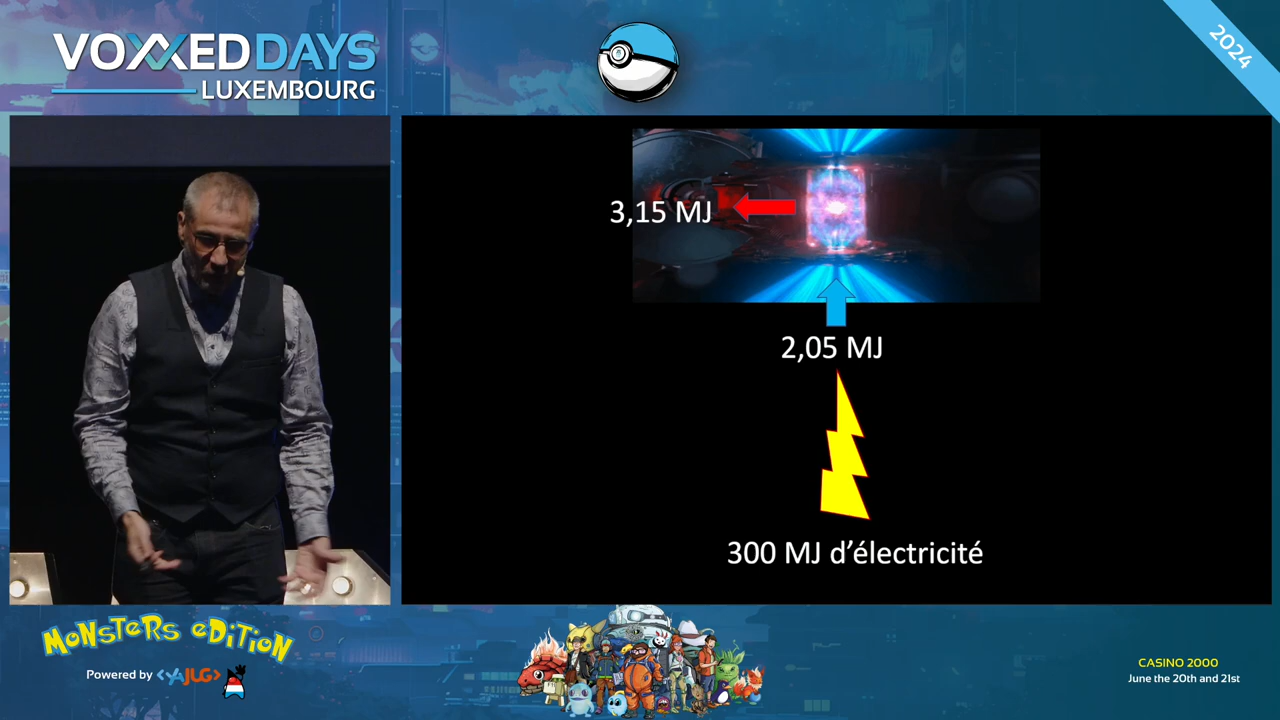 VOXXEDDAYS
LUXEMBOURG
2024
3,15 MJ
2,05 MJ
300 MJ d’électricité
MONSTERS EDITION
Powered by <YAJUG>
CASINO 2000
June the 20th and 21st